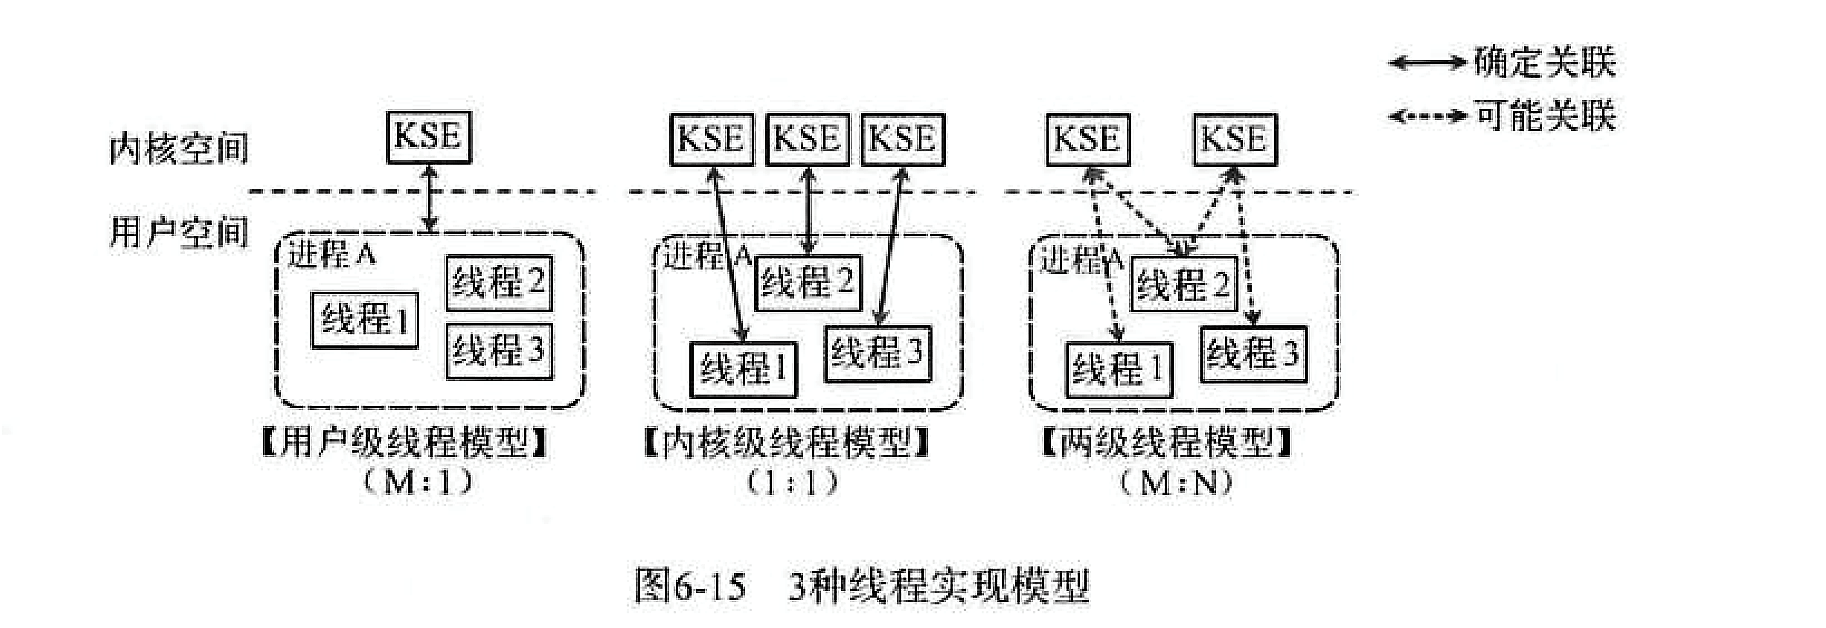 确定关联
可能关联
内核空间
KSE
KSE KSE KSE
KSE KSE
用户空间
进程A
线程1
线程2
线程3
进程A
线程2
线程1
线程3
进程A
线程2
线程1
线程3
【用户级线程模型】
(M:1)
【内核级线程模型】
(1:1)
【两级线程模型】
(M:N)
图6-15 3种线程实现模型